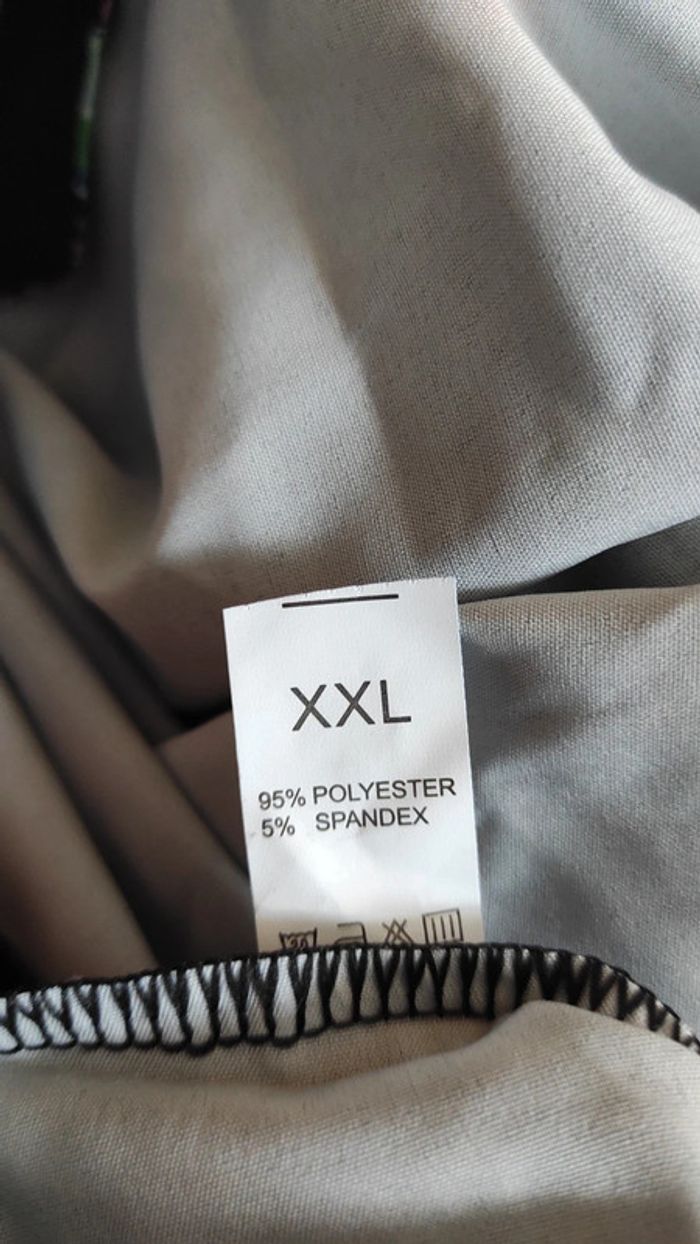 XXL
95% POLYESTER
5% SPANDEX